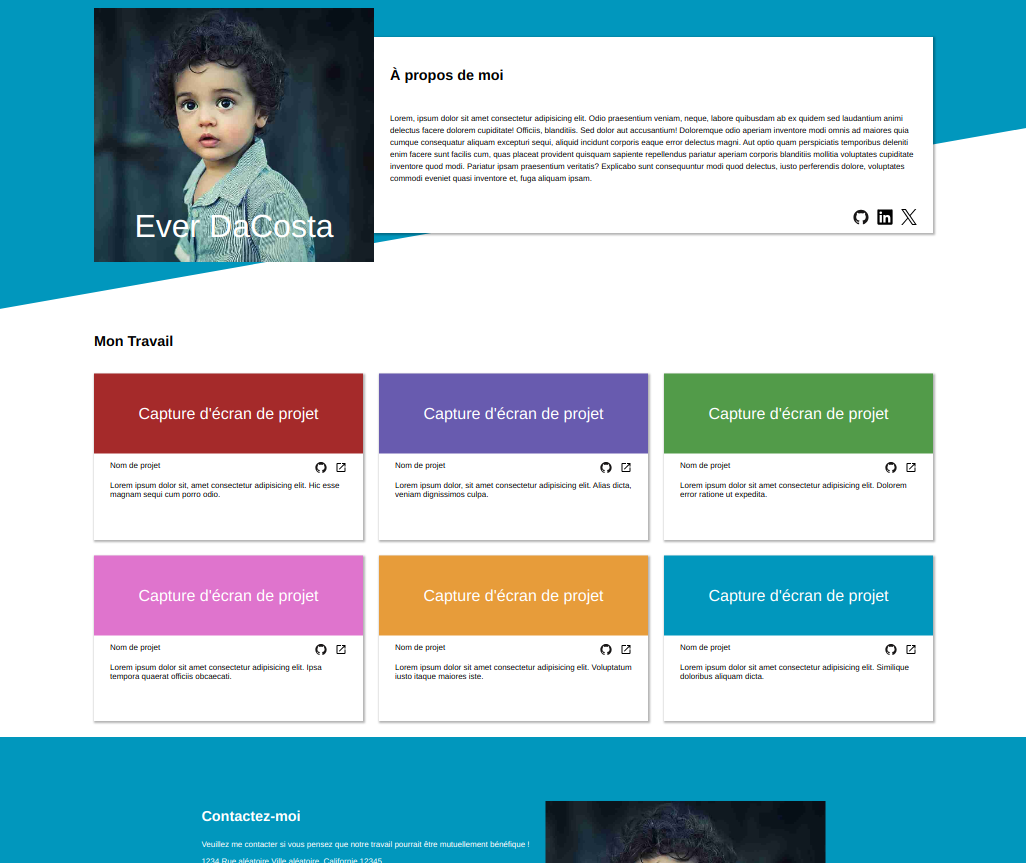 Ever DaCosta
À propos de moi
Lorem, ipsum dolor sit amet consectetur adipisicing elit. Odio praesentium veniam, neque, labore quibusdam ab ex quidem sed laudantium animi
delectus facere dolorem cupiditate! Officiis, blanditiis. Sed dolor aut accusantium! Doloremque odio aperiam inventore modi omnis ad maiores quia
cumque consequatur aliquam excepturi sequi, aliquid incidunt corporis eaque error delectus magni. Aut optio quam perspiciatis temporibus deleniti
enim facere sunt facilis cum, quas placeat provident quisquam sapiente repellendus pariatur aperiam corporis blanditiis mollitia voluptates cupiditate
inventore quod modi. Pariatur ipsam praesentium veritatis? Explicabo sunt consequuntur modi quod delectus, iusto perferendis dolore, voluptates
commodi eveniet quasi inventore et, fuga aliquam ipsam.
Mon Travail
Capture d'écran de projet
Nom de projet
Lorem ipsum dolor sit, amet consectetur adipisicing elit. Hic esse
magnam sequi cum porro odio.
Capture d'écran de projet
Nom de projet
Lorem ipsum dolor, sit amet consectetur adipisicing elit. Alias dicta,
veniam dignissimos culpa.
Capture d'écran de projet
Nom de projet
Lorem ipsum dolor sit amet consectetur adipisicing elit. Dolorem
error ratione ut expedita.
Capture d'écran de projet
Nom de projet
Lorem ipsum dolor sit amet consectetur adipisicing elit. Ipsa
tempora quaerat officiis obcaecati.
Capture d'écran de projet
Nom de projet
Lorem ipsum dolor sit amet consectetur adipisicing elit. Voluptatum
iusto itaque maiores iste.
Capture d'écran de projet
Nom de projet
Lorem ipsum dolor sit amet consectetur adipisicing elit. Similique
doloribus aliquam dicta.
Contactez-moi
Veuillez me contacter si vous pensez que notre travail pourrait être mutuellement bénéfique !
1234 Rue aléatoire Ville aléatoire, Californie 12345